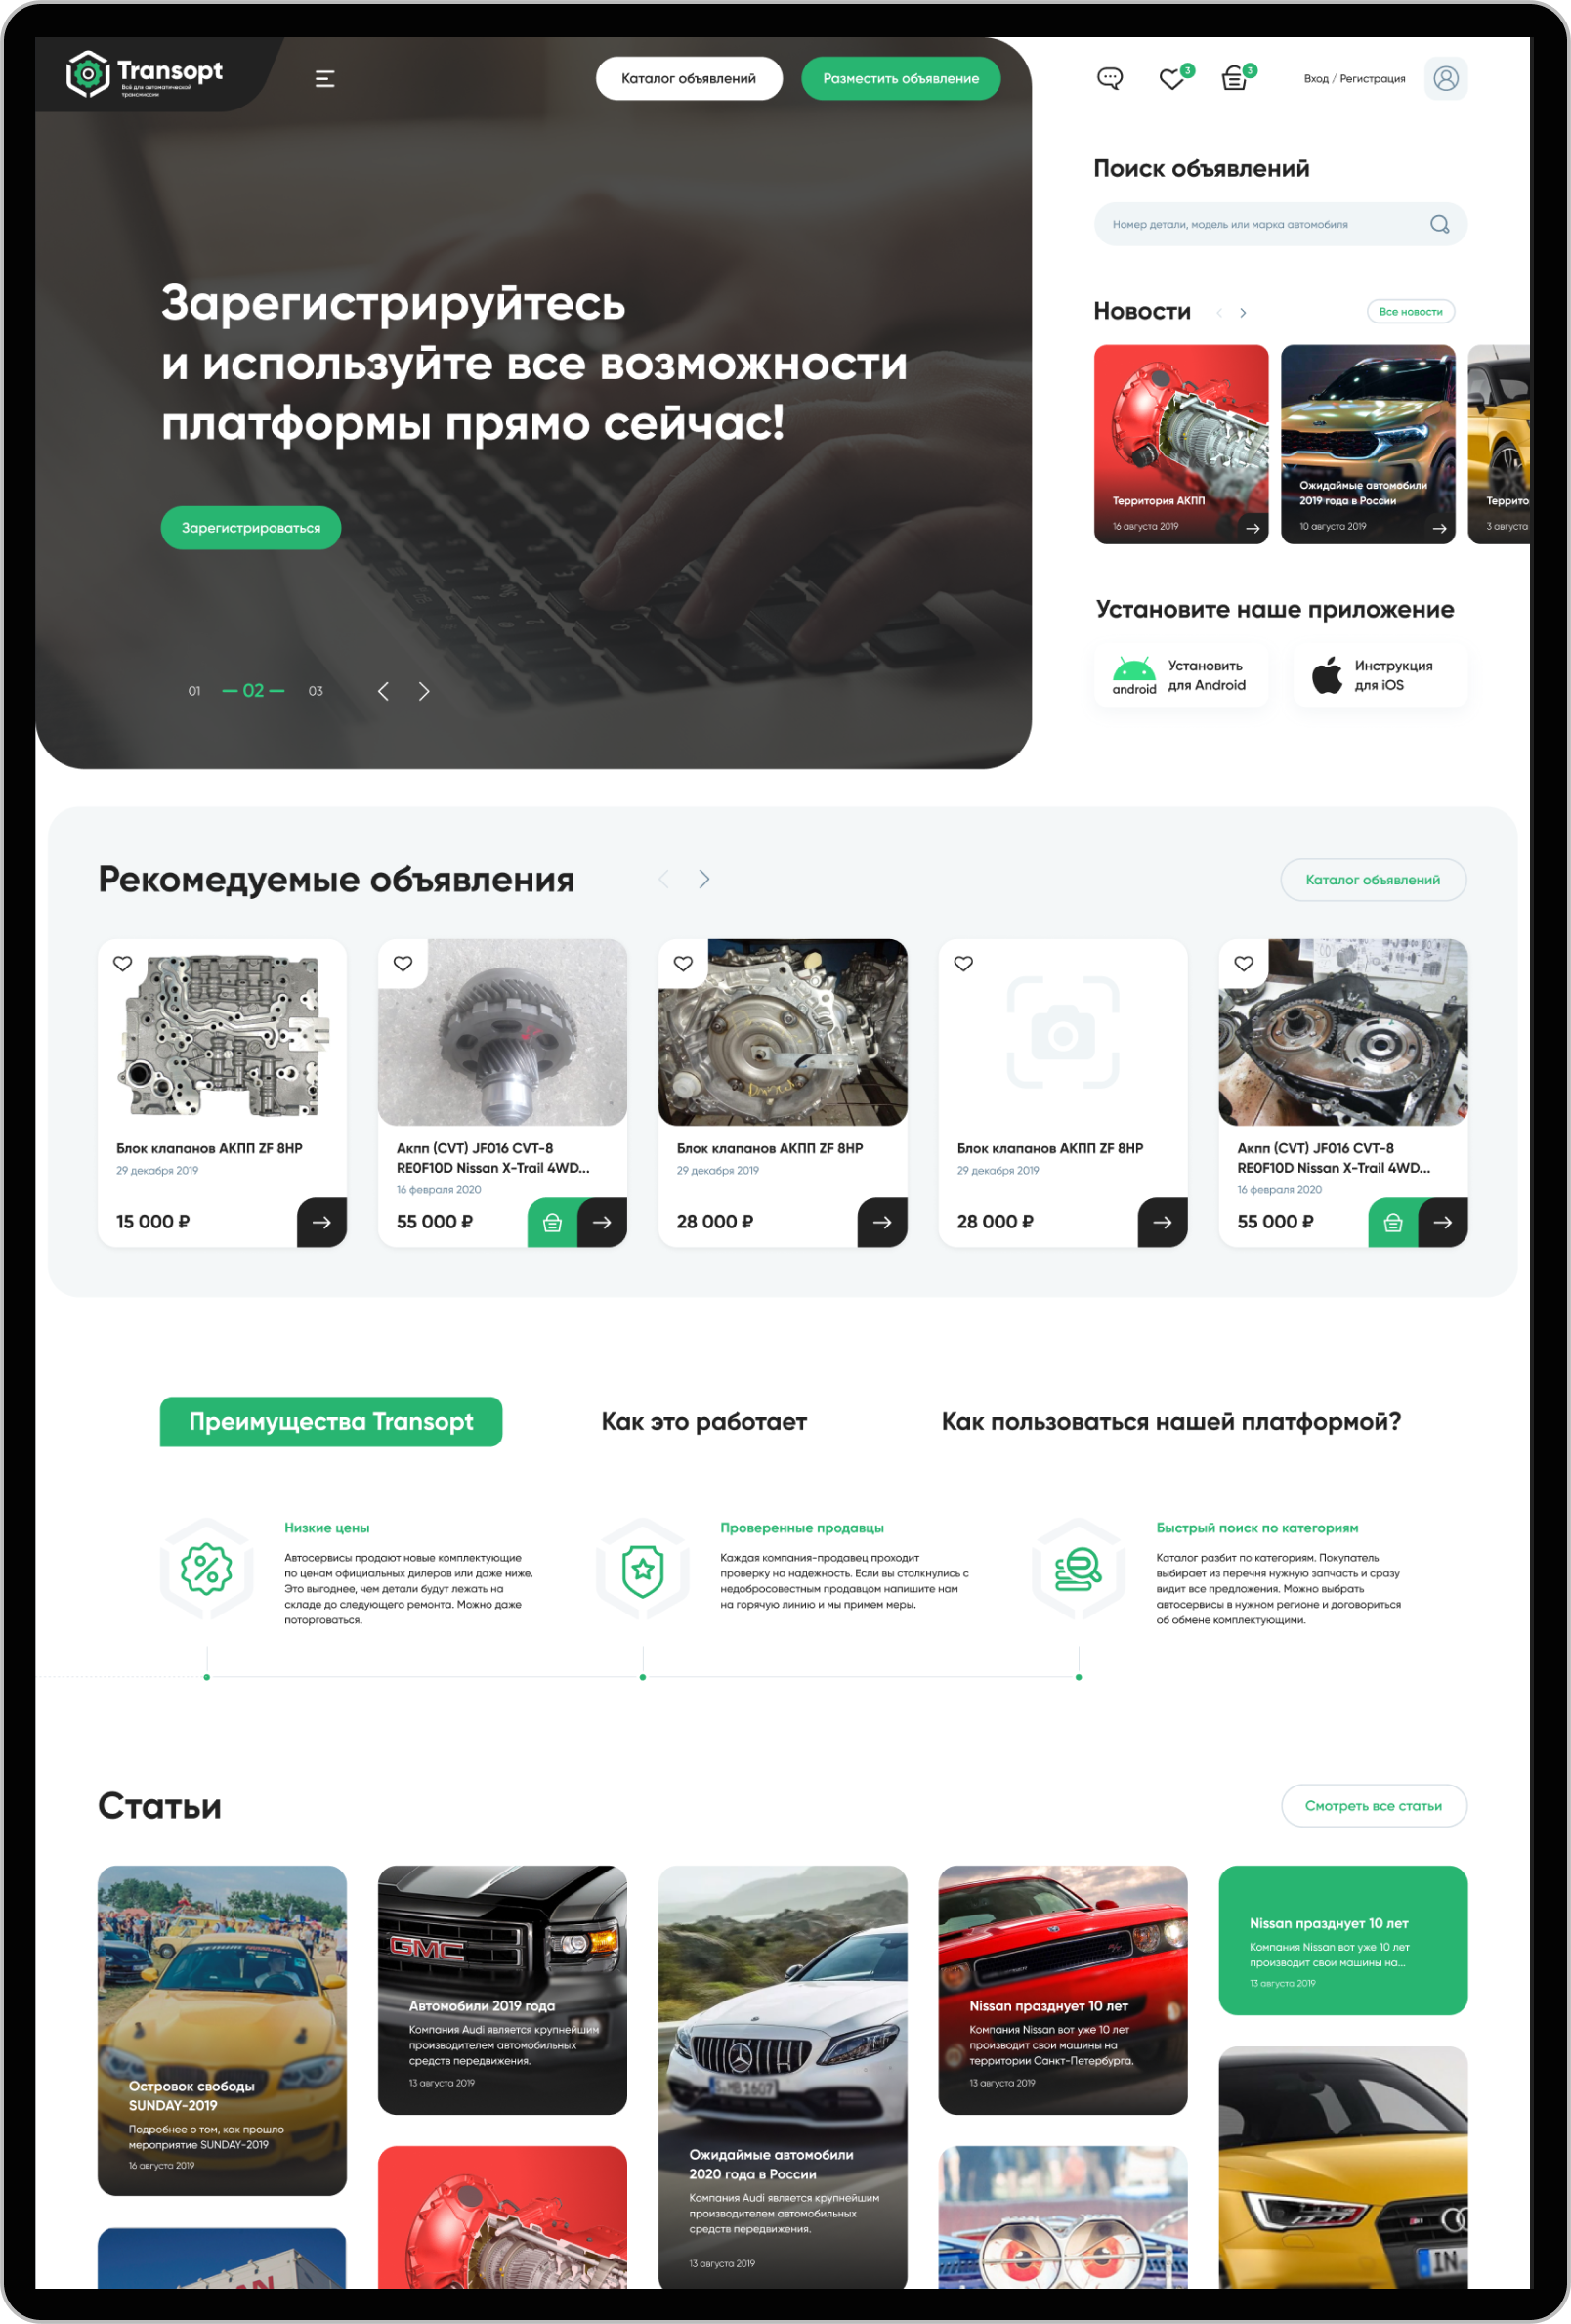 Transopt
Всё для автоматической
трансмиссии
Каталог объявлений
Разместить объявление
3
3
Вход / Регистрация
Зарегистрируйтесь
и используйте все возможности
платформы прямо сейчас!
Зарегистрироваться
01
02
03
Поиск объявлений
Номер детали, модель или марка автомобиля
Новости
Все новости
Территория АКПП
16 августа 2019
Ожидаймые автомобили
2019 года в России
10 августа 2019
Террито
3 августа
Установите наше приложение
android
Установить
для Android
Инструкция
для iOS
Рекомедуемые объявления
Каталог объявлений
Блок клапанов АКПП ZF 8HP
29 декабря 2019
15 000 ₽
Акпп (CVT) JF016 CVT-8
RE0F10D Nissan X-Trail 4WD...
16 февраля 2020
55 000 ₽
Блок клапанов АКПП ZF 8HP
29 декабря 2019
28 000 ₽
Блок клапанов АКПП ZF 8HP
29 декабря 2019
28 000 ₽
Акпп (CVT) JF016 CVT-8
RE0F10D Nissan X-Trail 4WD...
16 февраля 2020
55 000 ₽
Преимущества Transopt
Как это работает
Как пользоваться нашей платформой?
Низкие цены
Автосервисы продают новые комплектующие
по ценам официальных дилеров или даже ниже.
Это выгоднее, чем детали будут лежать на
складе до следующего ремонта. Можно даже
поторговаться.
Проверенные продавцы
Каждая компания-продавец проходит
проверку на надежность. Если вы столкнулись с
недобросовестным продавцом напишите нам
на горячую линию и мы примем меры.
Быстрый поиск по категориям
Каталог разбит по категориям. Покупатель
выбирает из перечня нужную запчасть и сразу
видит все предложения. Можно выбрать
автосервисы в нужном регионе и договориться
об обмене комплектующими.
Статьи
Смотреть все статьи
Островок свободы
SUNDAY-2019
Подробнее о том, как прошло
мероприятие SUNDAY-2019
16 августа 2019
GMC
Автомобили 2019 года
Компания Audi является крупнейшим
производителем автомобильных
средств передвижения.
13 августа 2019
S MB 1607
Ожидаймые автомобили
2020 года в России
Компания Audi является крупнейшим
производителем автомобильных
средств передвижения.
13 августа 2019
Nissan празднует 10 лет
Компания Nissan вот уже 10 лет
производит свои машины на
территории Санкт-Петербурга.
13 августа 2019
Nissan празднует 10 лет
Компания Nissan вот уже 10 лет
производит свои машины на...
13 августа 2019
IN